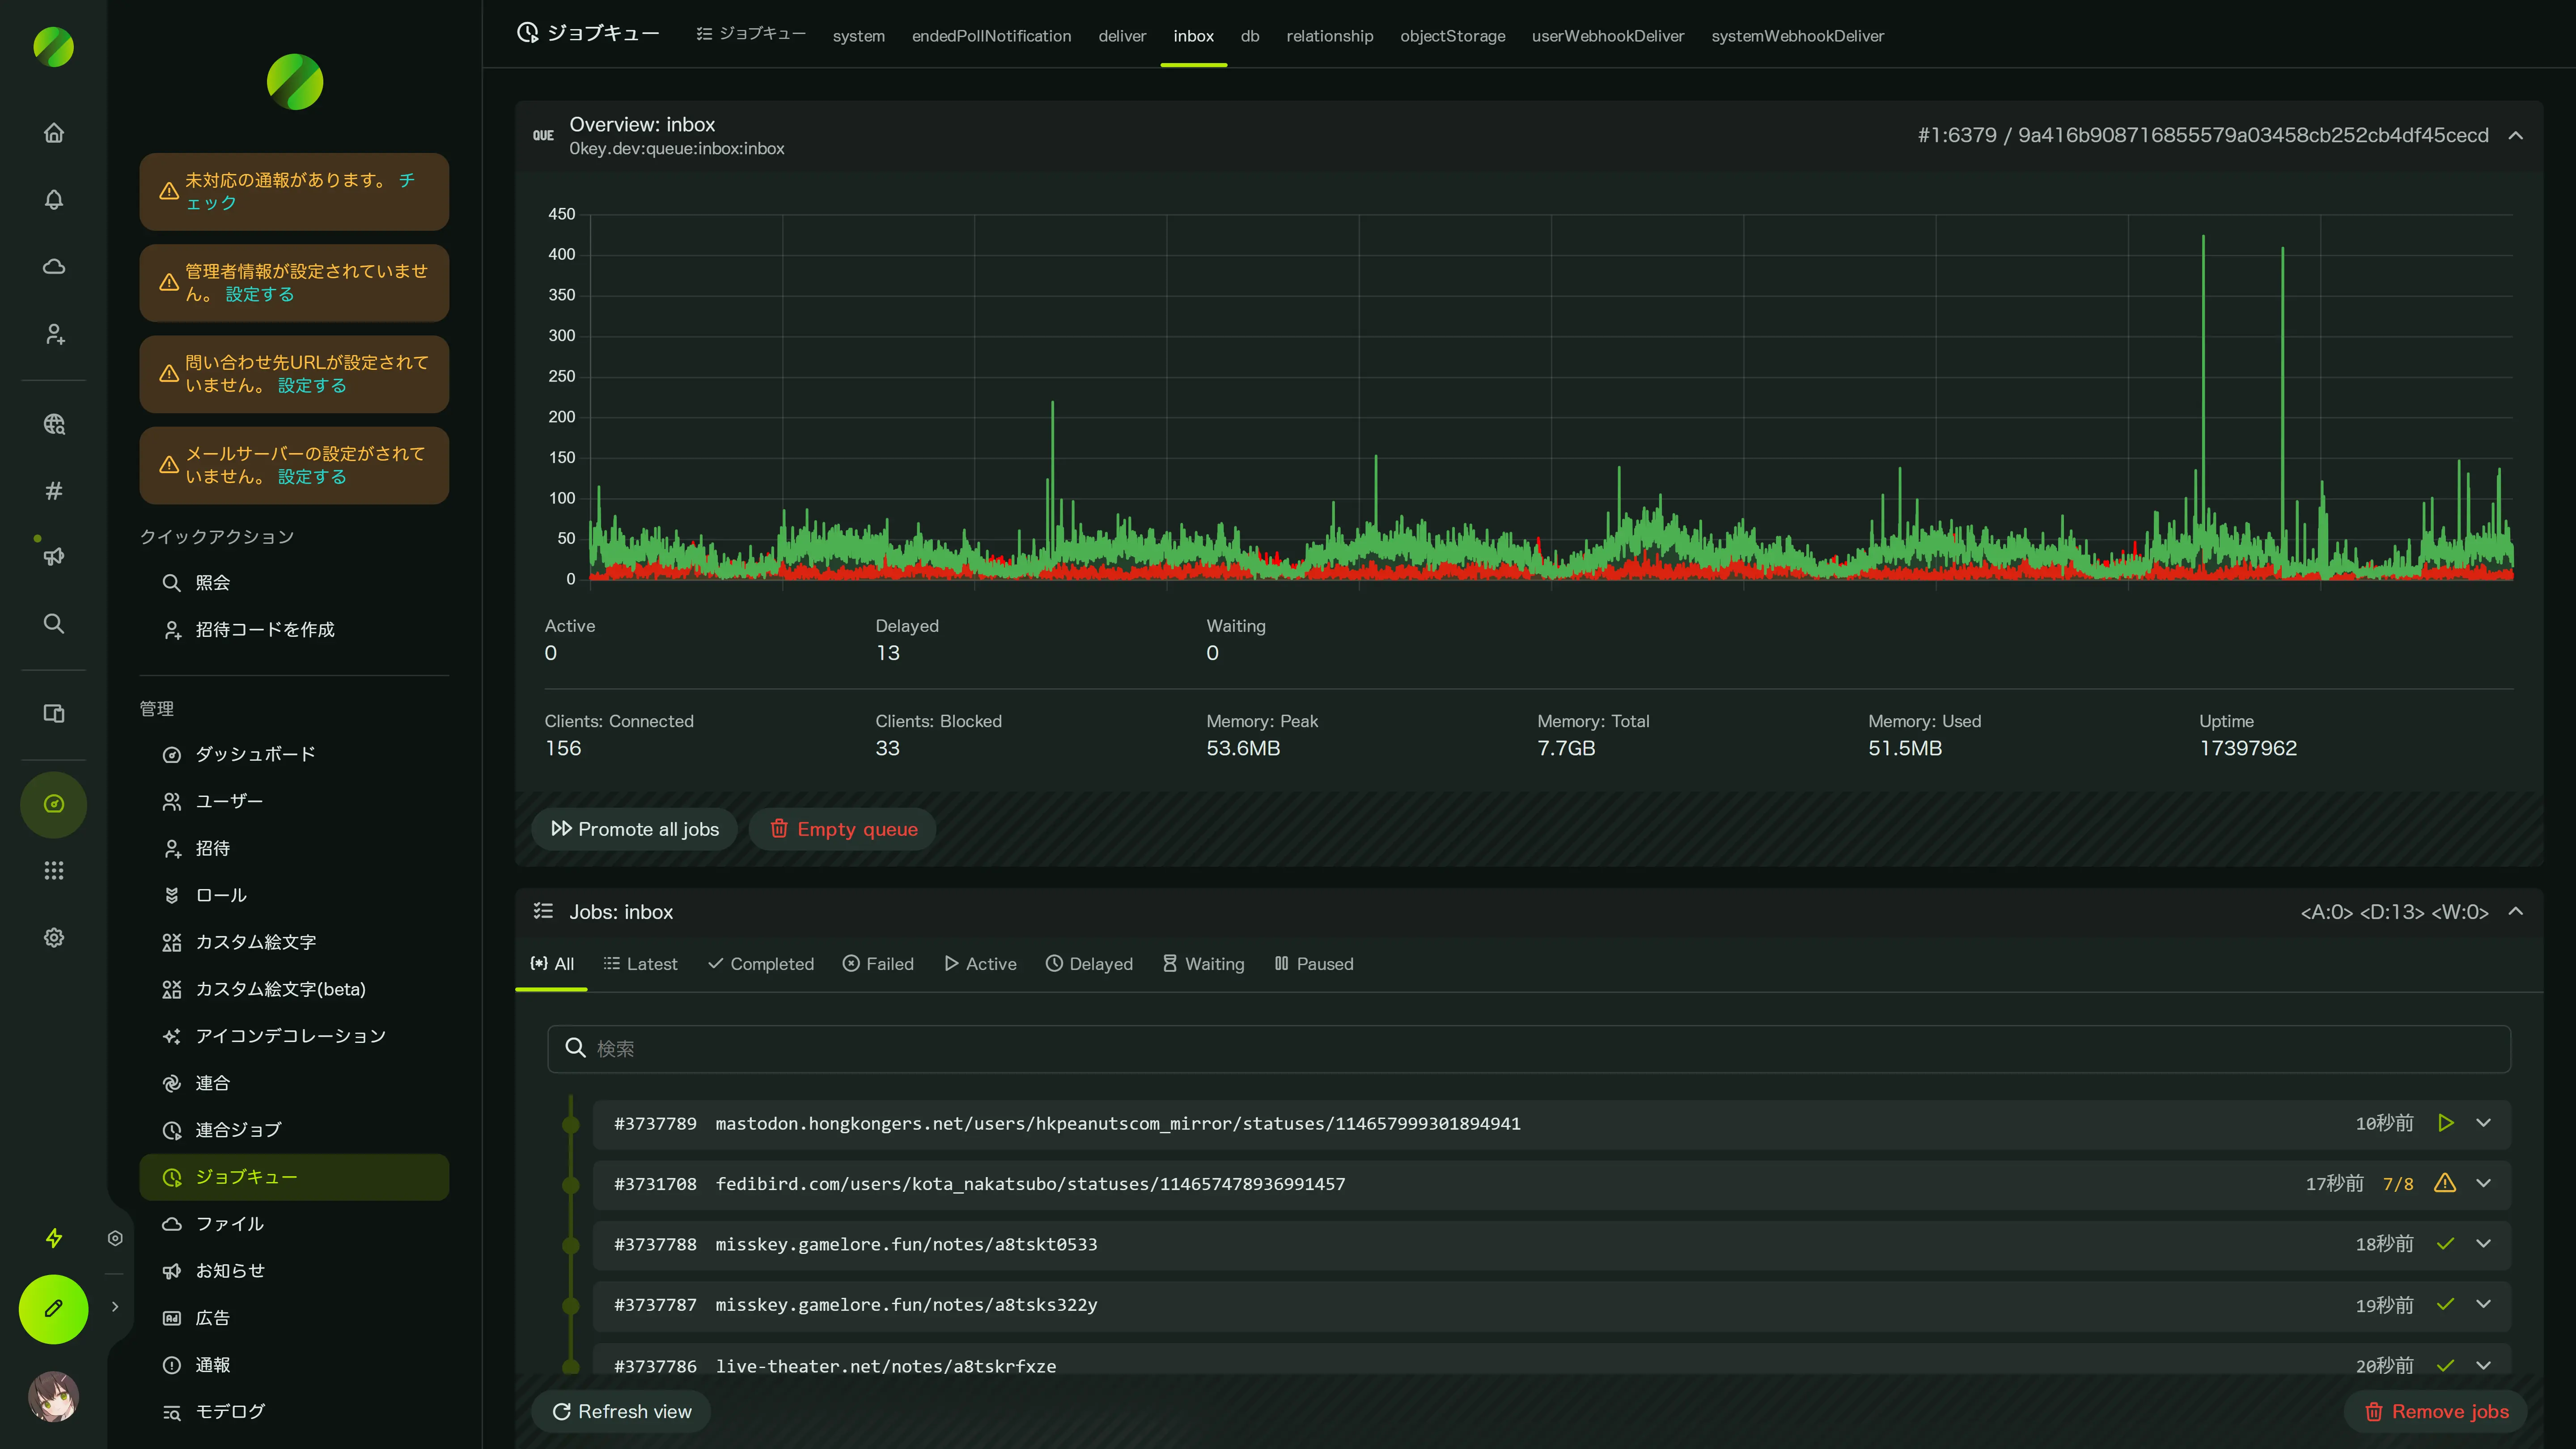 未対応の通報があります。 チ
ェック
管理者情報が設定されていませ
ん。 設定する
問い合わせ先URLが設定されて
いません。 設定する
メールサーバーの設定がされて
いません。 設定する
クイックアクション
照会
招待コードを作成
管理
ダッシュボード
ユーザー
招待
ロール
カスタム絵文字
カスタム絵文字(beta)
アイコンデコレーション
連合
連合ジョブ
ジョブキュー
ファイル
お知らせ
Ad 広告
通報
モデログ
ジョブキュー ジョブキュー system endedPollNotification deliver inbox db relationship objectStorage userWebhookDeliver systemWebhookDeliver
QUE Overview: inbox
0key.dev:queue:inbox:inbox
#1:6379 / 9a416b908716855579a03458cb252cb4df45cecd
450
400
350
300
250
200
150
100
50
0
Active Delayed Waiting
0 13 0
Clients: Connected Clients: Blocked Memory: Peak Memory: Total Memory: Used Uptime
156 33 53.6MB 7.7GB 51.5MB 17397962
Promote all jobs Empty queue
Jobs: inbox <A:0> <D:13> <W:0>
All Latest Completed Failed Active Delayed Waiting Paused
検索
#3737789 mastodon.hongkongers.net/users/hkpeanutscom_mirror/statuses/114657999301894941 10秒前
#3731708 fedibird.com/users/kota_nakatsubo/statuses/114657478936991457 17秒前 7/8
#3737788 misskey.gamelore.fun/notes/a8tskt0533 18秒前
#3737787 misskey.gamelore.fun/notes/a8tsks322y 19秒前
#3737786 live-theater.net/notes/a8tskrfxze 20秒前
Refresh view Remove jobs